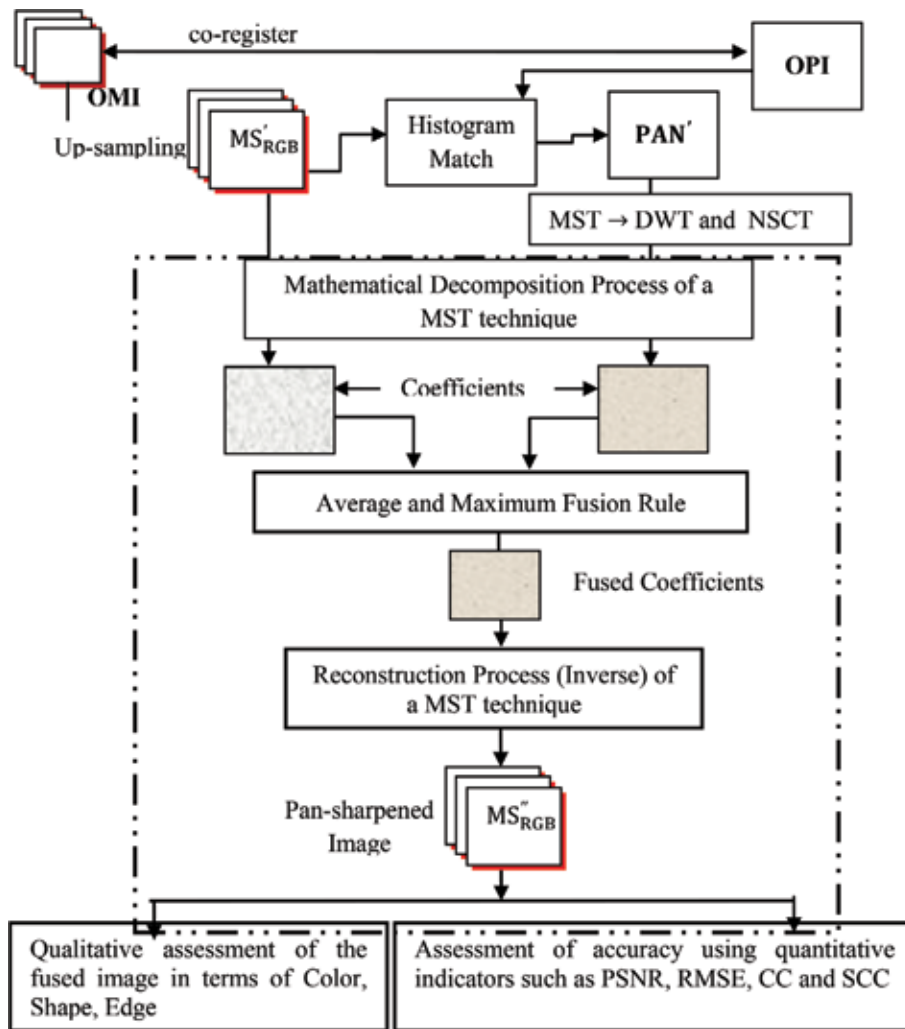 co-register
OMI
OPI
Up-sampling
MS′RGB
Histogram
Match
PAN′
MST → DWT and NSCT
Mathematical Decomposition Process of a
MST technique
Coefficients
Average and Maximum Fusion Rule
Fused Coefficients
Reconstruction Process (Inverse) of
a MST technique
Pan-sharpened
Image
MS″RGB
Qualitative assessment of the
fused image in terms of Color,
Shape, Edge
Assessment of accuracy using quantitative
indicators such as PSNR, RMSE, CC and SCC